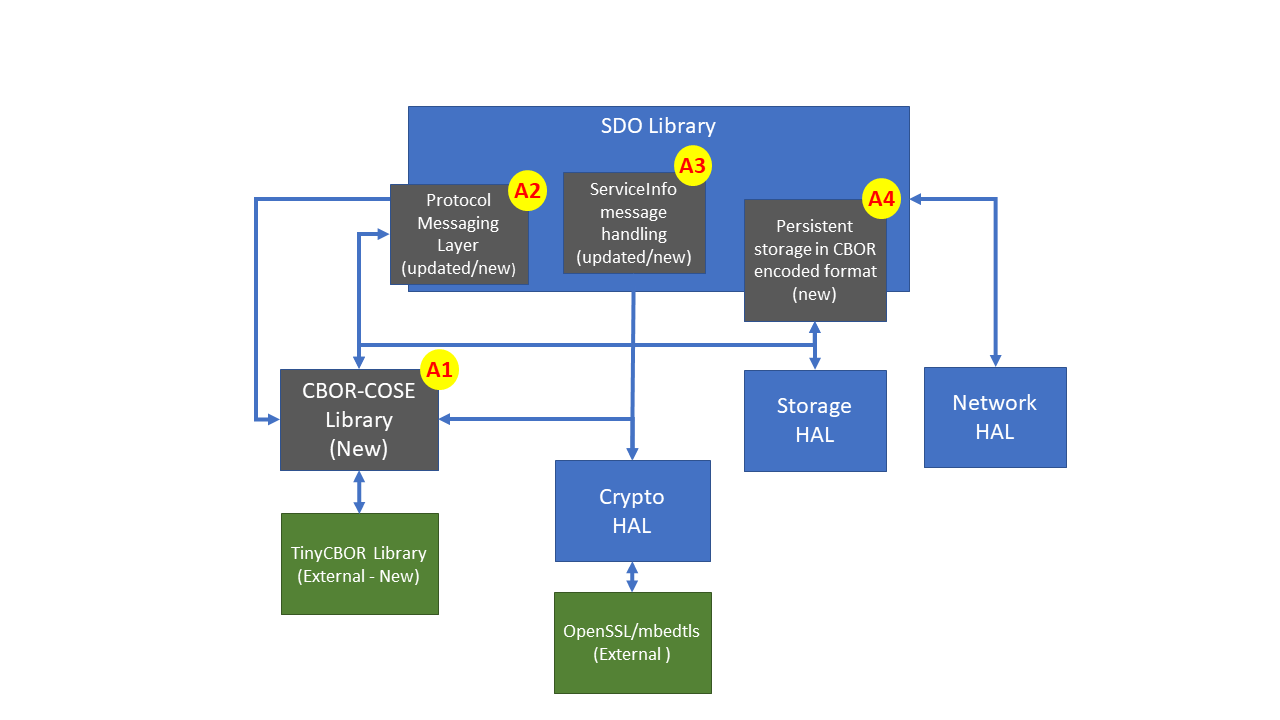 SDO Library
A2
Protocol
Messaging
Layer
(updated/new)
A3
ServiceInfo
message
handling
(updated/new)
A4
Persistent
storage in CBOR
encoded format
(new)
A1
CBOR-COSE
Library
(New)
Storage
HAL
Network
HAL
Crypto
HAL
TinyCBOR Library
(External - New)
OpenSSL/mbedtls
(External )